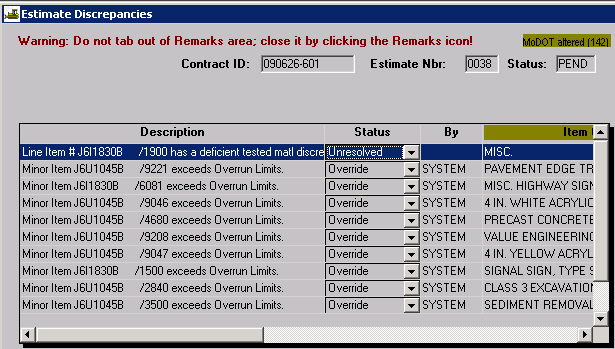 Estimate Discrepancies
Warning: Do not tab out of Remarks area; close it by clicking the Remarks icon!
MoDOT altered (142)
Contract ID: 090626-601 Estimate Nbr: 0038 Status: PEND
Description Status By Item
Line Item # J6I1830B /1900 has a deficient tested matl discre Unresolved MISC.
Minor Item J6U1045B /9221 exceeds Overrun Limits. Override SYSTEM PAVEMENT EDGE TR
Minor Item J6I1830B /6081 exceeds Overrun Limits. Override SYSTEM MISC. HIGHWAY SIGN
Minor Item J6U1045B /9046 exceeds Overrun Limits. Override SYSTEM 4 IN. WHITE ACRYLIC
Minor Item J6U1045B /4680 exceeds Overrun Limits. Override SYSTEM PRECAST CONCRETE
Minor Item J6U1045B /9208 exceeds Overrun Limits. Override SYSTEM VALUE ENGINEERING
Minor Item J6U1045B /9047 exceeds Overrun Limits. Override SYSTEM 4 IN. YELLOW ACRYL
Minor Item J6I1830B /1500 exceeds Overrun Limits. Override SYSTEM SIGNAL SIGN, TYPE S
Minor Item J6U1045B /2840 exceeds Overrun Limits. Override SYSTEM CLASS 3 EXCAVATION
Minor Item J6U1045B /3500 exceeds Overrun Limits. Override SYSTEM SEDIMENT REMOVAL